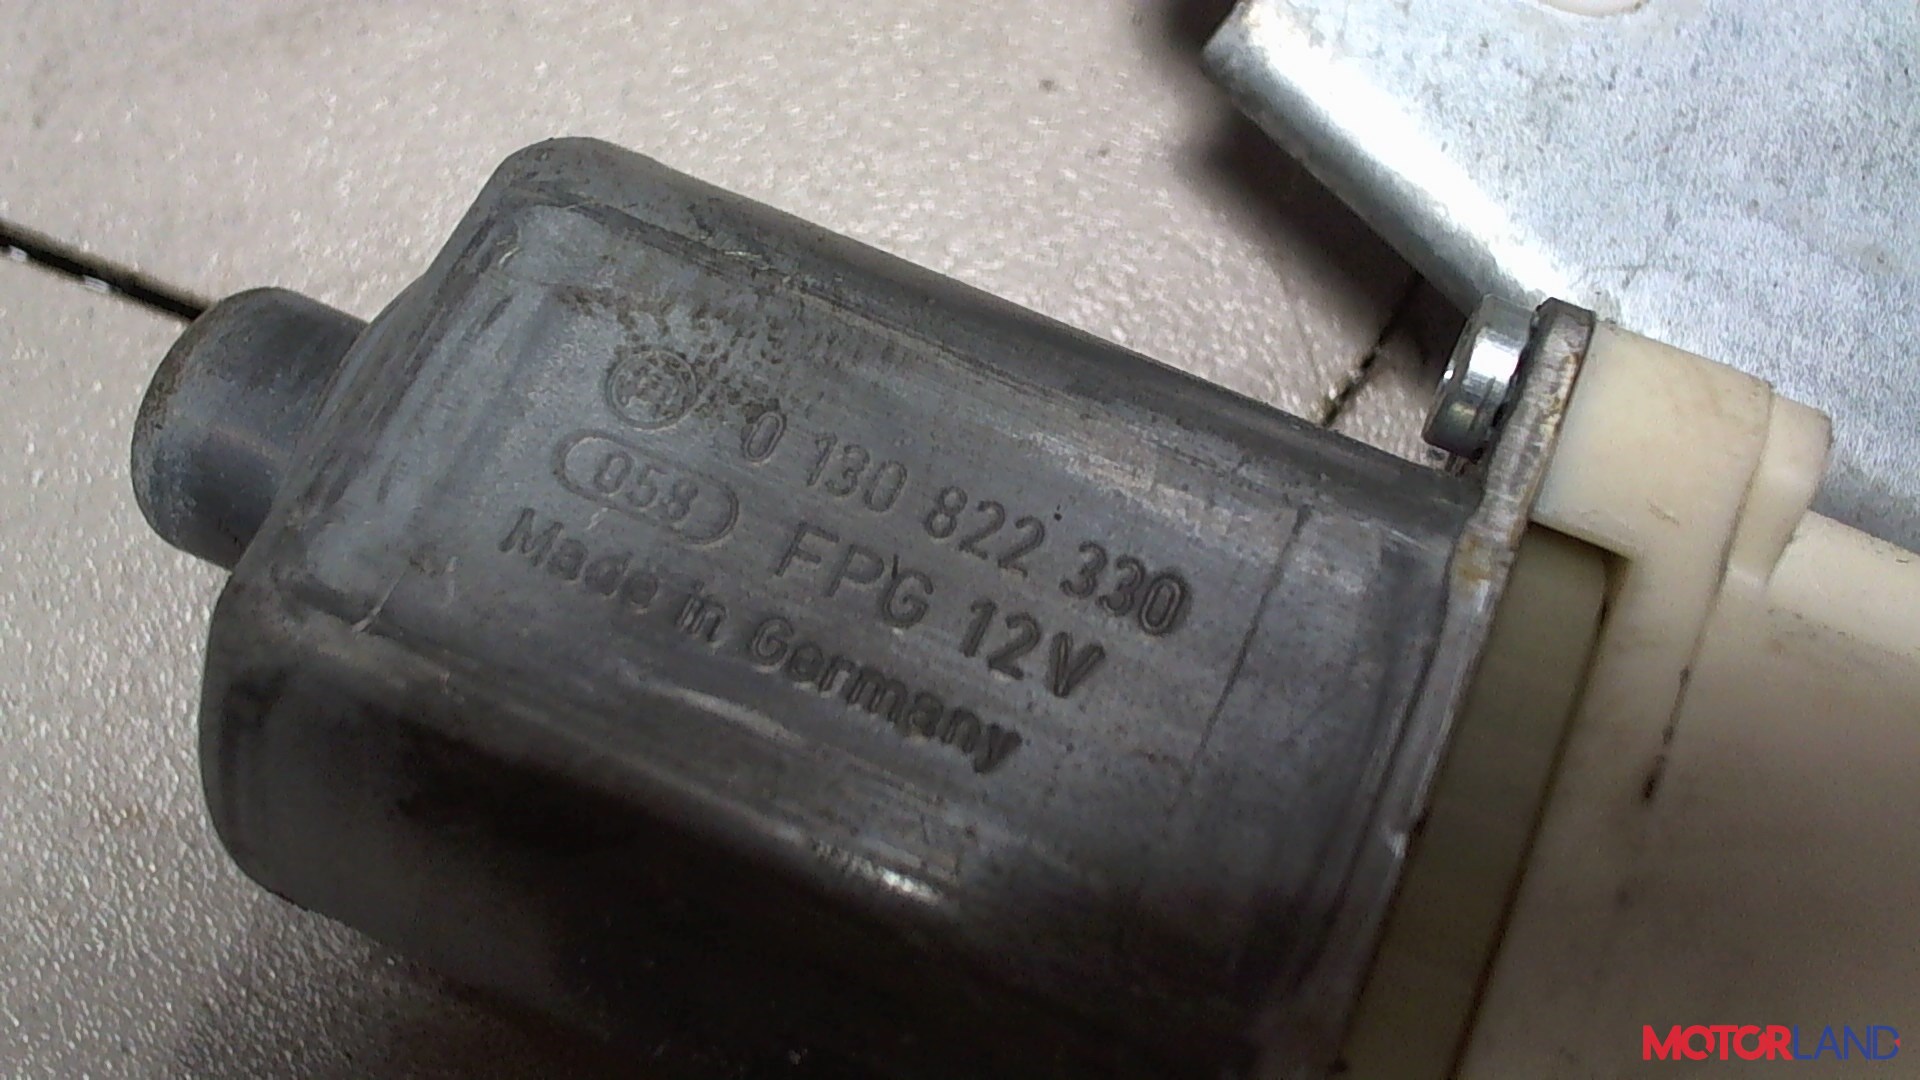 0 130 822 330
058 FPG 12V
Made in Germany
MOTORLAND